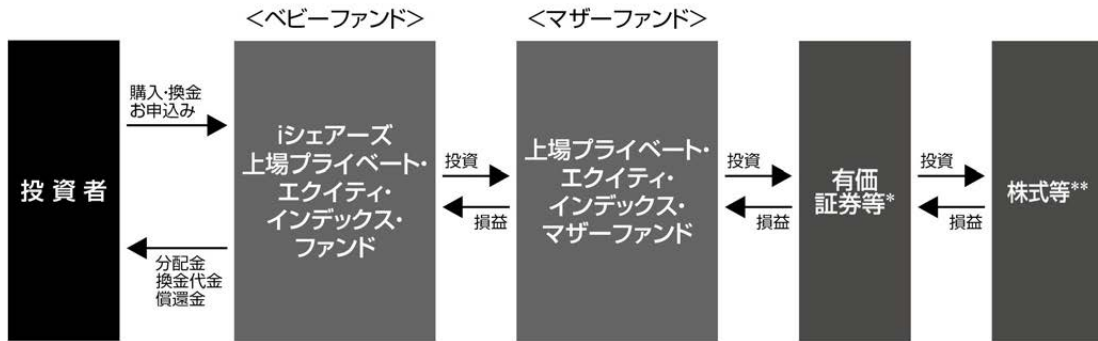 <ベビーファンド>
<マザーファンド>
投資者
購入・換金
お申込み
分配金
換金代金
償還金
iシェアーズ
上場プライベート・
エクイティ・
インデックス・
ファンド
投資
損益
上場プライベート・
エクイティ・
インデックス・
マザーファンド
投資
損益
有価
証券等*
投資
損益
株式等**